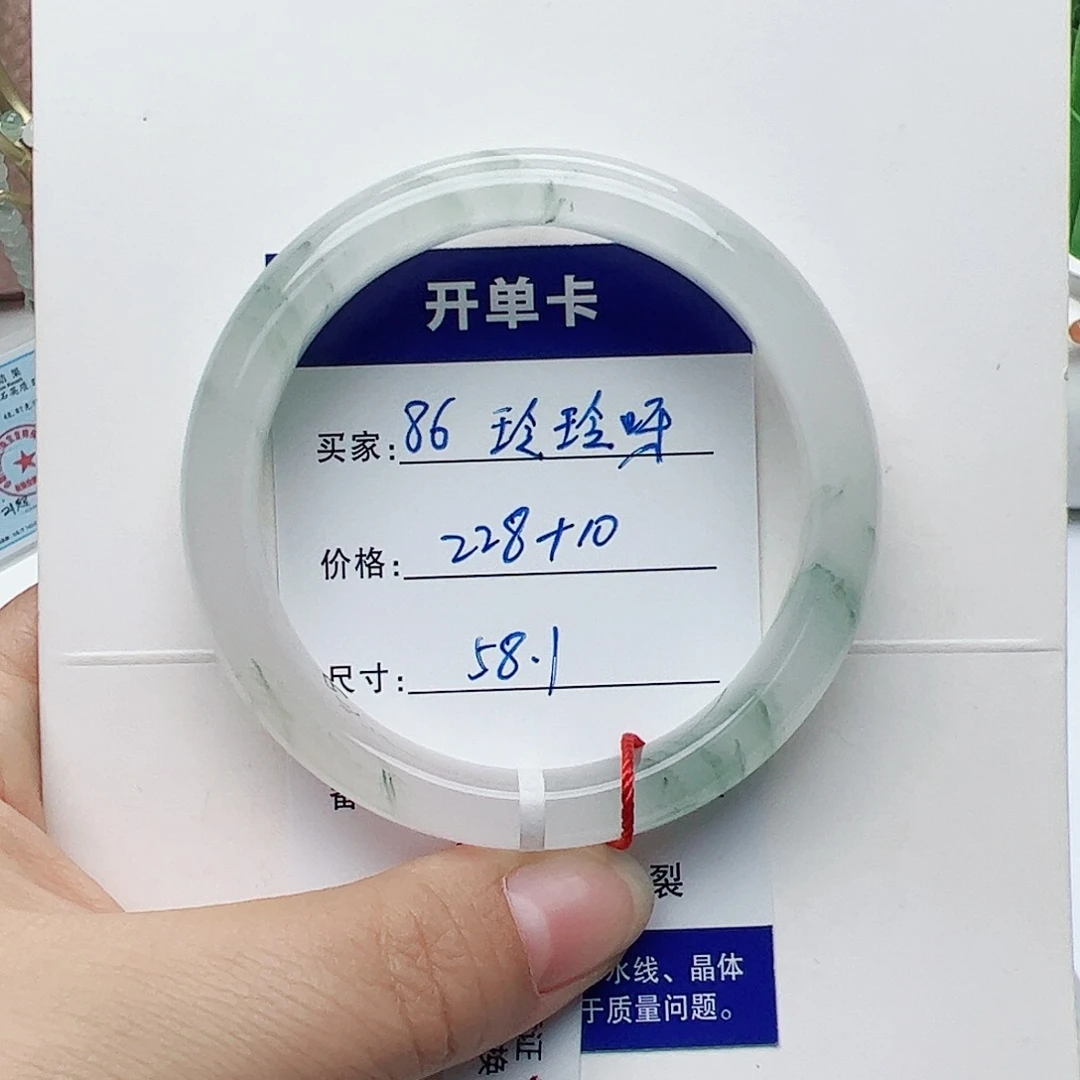 开单卡
买家：86 玲玲呀
价格：228+10
尺寸：58.1
裂
水线、晶体
于质量问题。